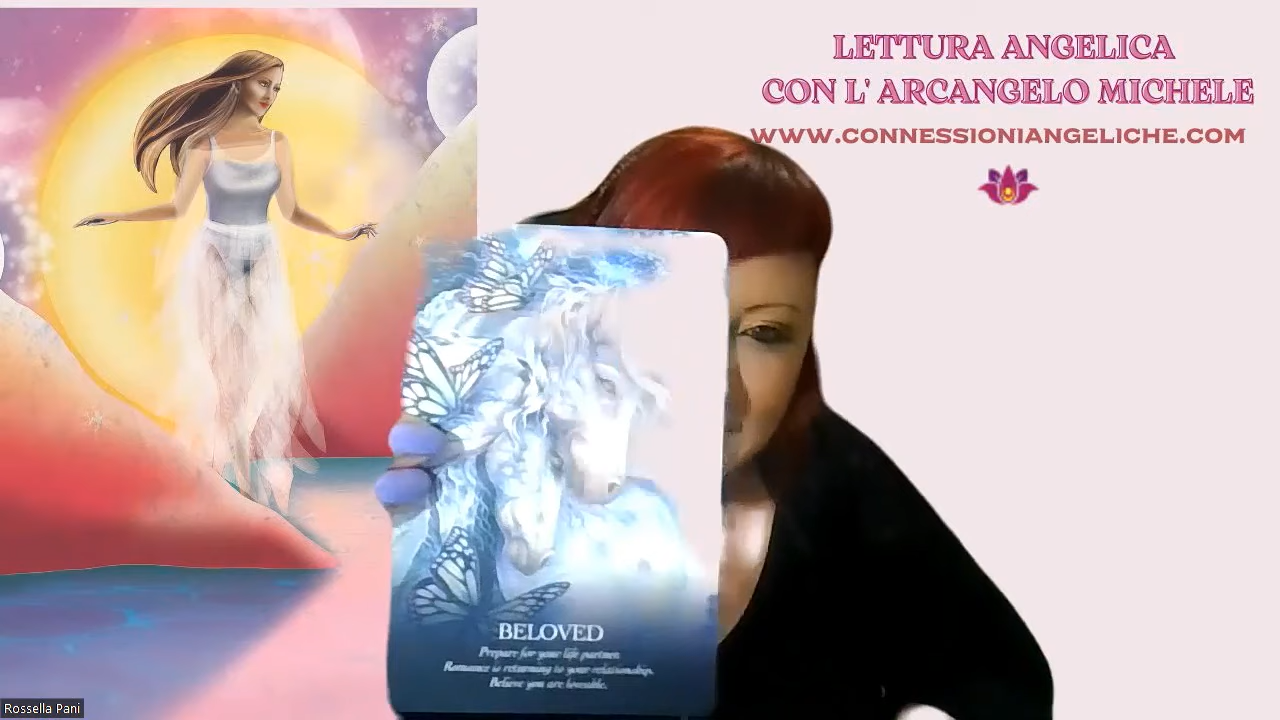 LETTURA ANGELICA
CON L' ARCANGELO MICHELE
WWW.CONNESSIONIANGELICHE.COM
BELOVED
Prepare for your life partner.
Romance is returning to your relationship.
Believe you are loveable.
Rossella Pani